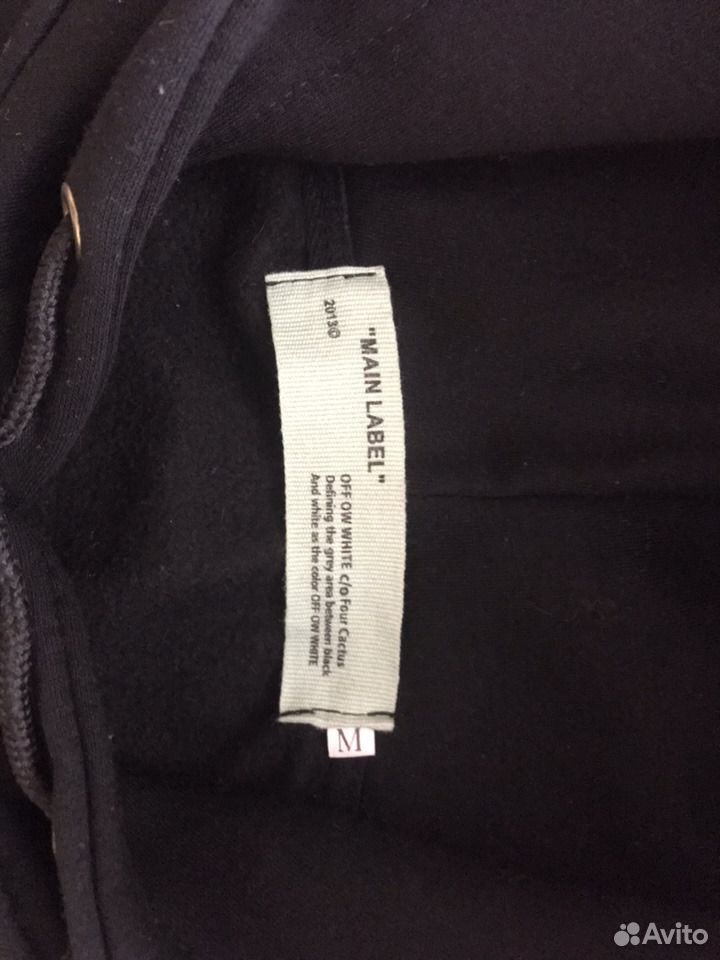 "MAIN LABEL"
2013©
OFF OW WHITE c/o Four Cactus
Defining the grey area between black
And white as the color OFF OW WHITE
M
Avito